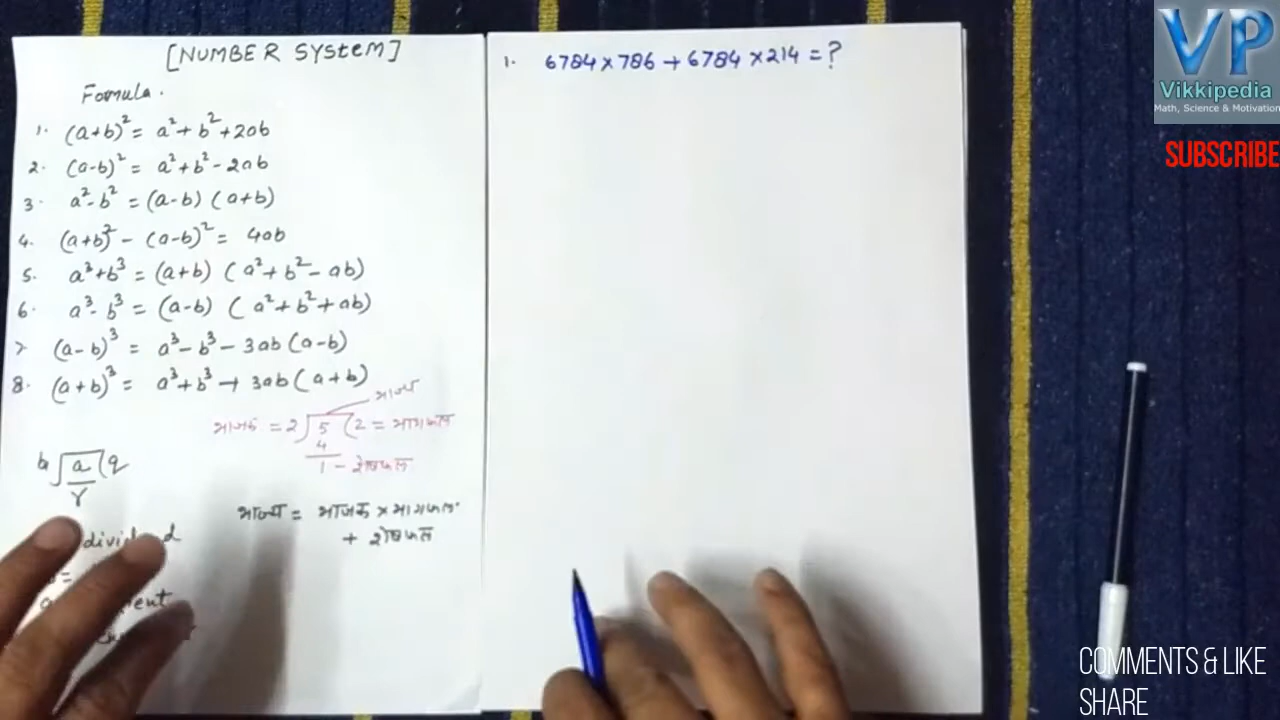 [NUMBER SYSTEM]
Formula.
1. (a+b)² = a²+b²+2ab
2. (a-b)² = a²+b²-2ab
3. a²-b² = (a-b) (a+b)
4. (a+b)² - (a-b)² = 4ab
5. a³+b³ = (a+b) (a²+b²-ab)
6. a³-b³ = (a-b) (a²+b²+ab)
7. (a-b)³ = a³-b³-3ab(a-b)
8. (a+b)³ = a³+b³+3ab(a+b)
भाज्य
भाजक = 2)5(2 = भागफल
4
1 - शेषफल
b)a(q
r
भाज्य = भाजक × भागफल
+ शेषफल
dividend
1. 6784×786+6784×214=?
VP
Vikkipedia
Math, Science & Motivation
SUBSCRIBE
COMMENTS & LIKE
SHARE